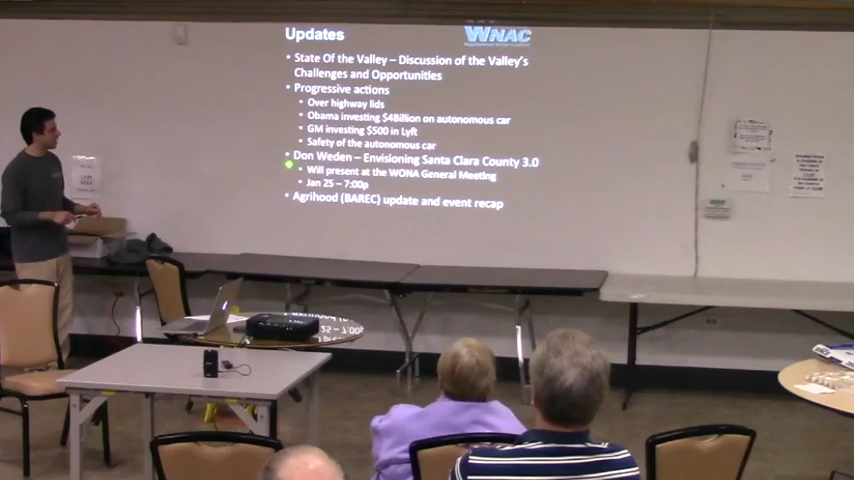 Updates
WNAC
• State Of the Valley – Discussion of the Valley's
Challenges and Opportunities
• Progressive actions
• Over highway lids
• Obama investing $4Billion on autonomous car
• GM investing $500 in Lyft
• Safety of the autonomous car
• Don Weden – Envisioning Santa Clara County 3.0
• Will present at the WONA General Meeting
• Jan 25 – 7:00p
• Agrihood (BAREC) update and event recap